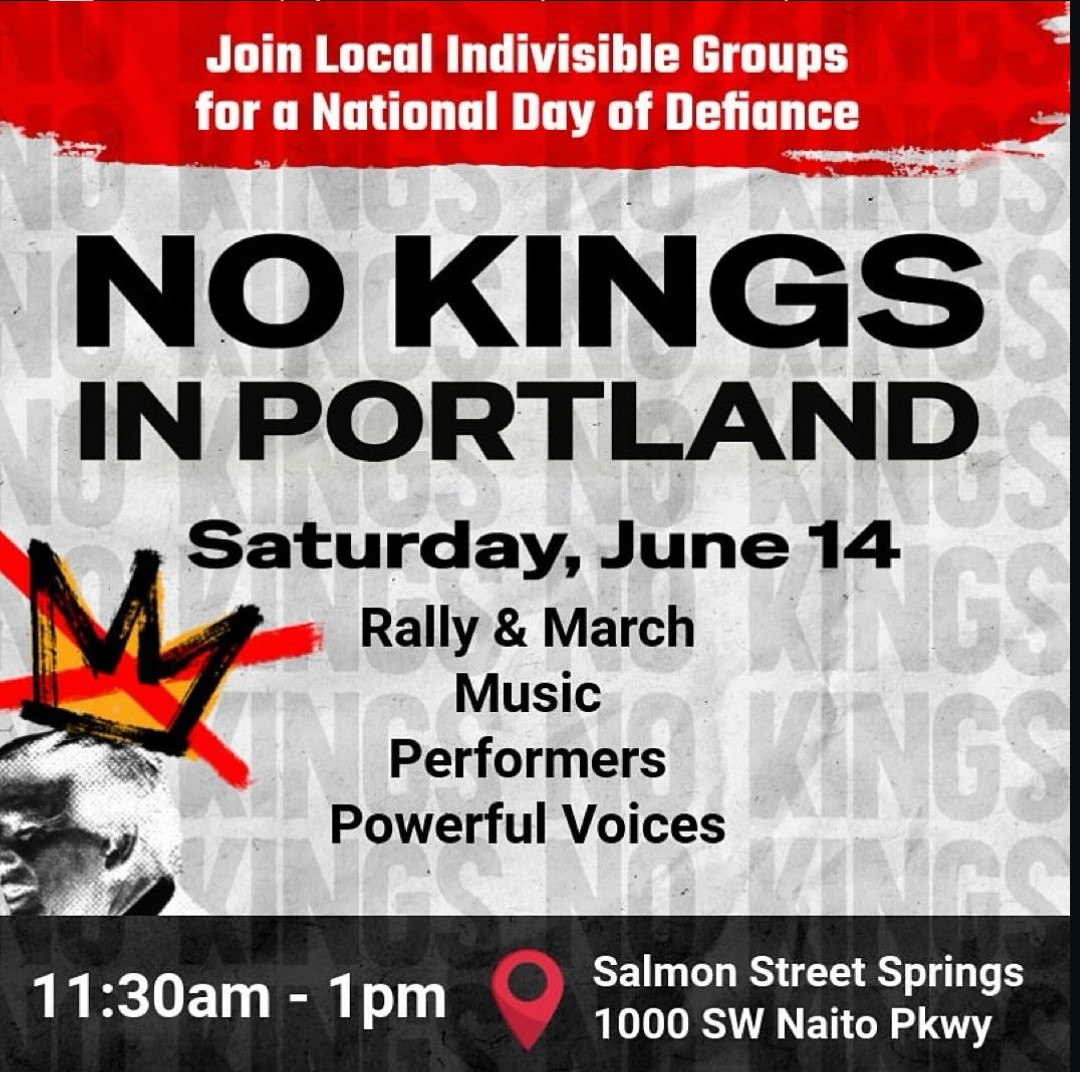 Join Local Indivisible Groups
for a National Day of Defiance
NO KINGS
IN PORTLAND
Saturday, June 14
Rally & March
Music
Performers
Powerful Voices
11:30am - 1pm
Salmon Street Springs
1000 SW Naito Pkwy